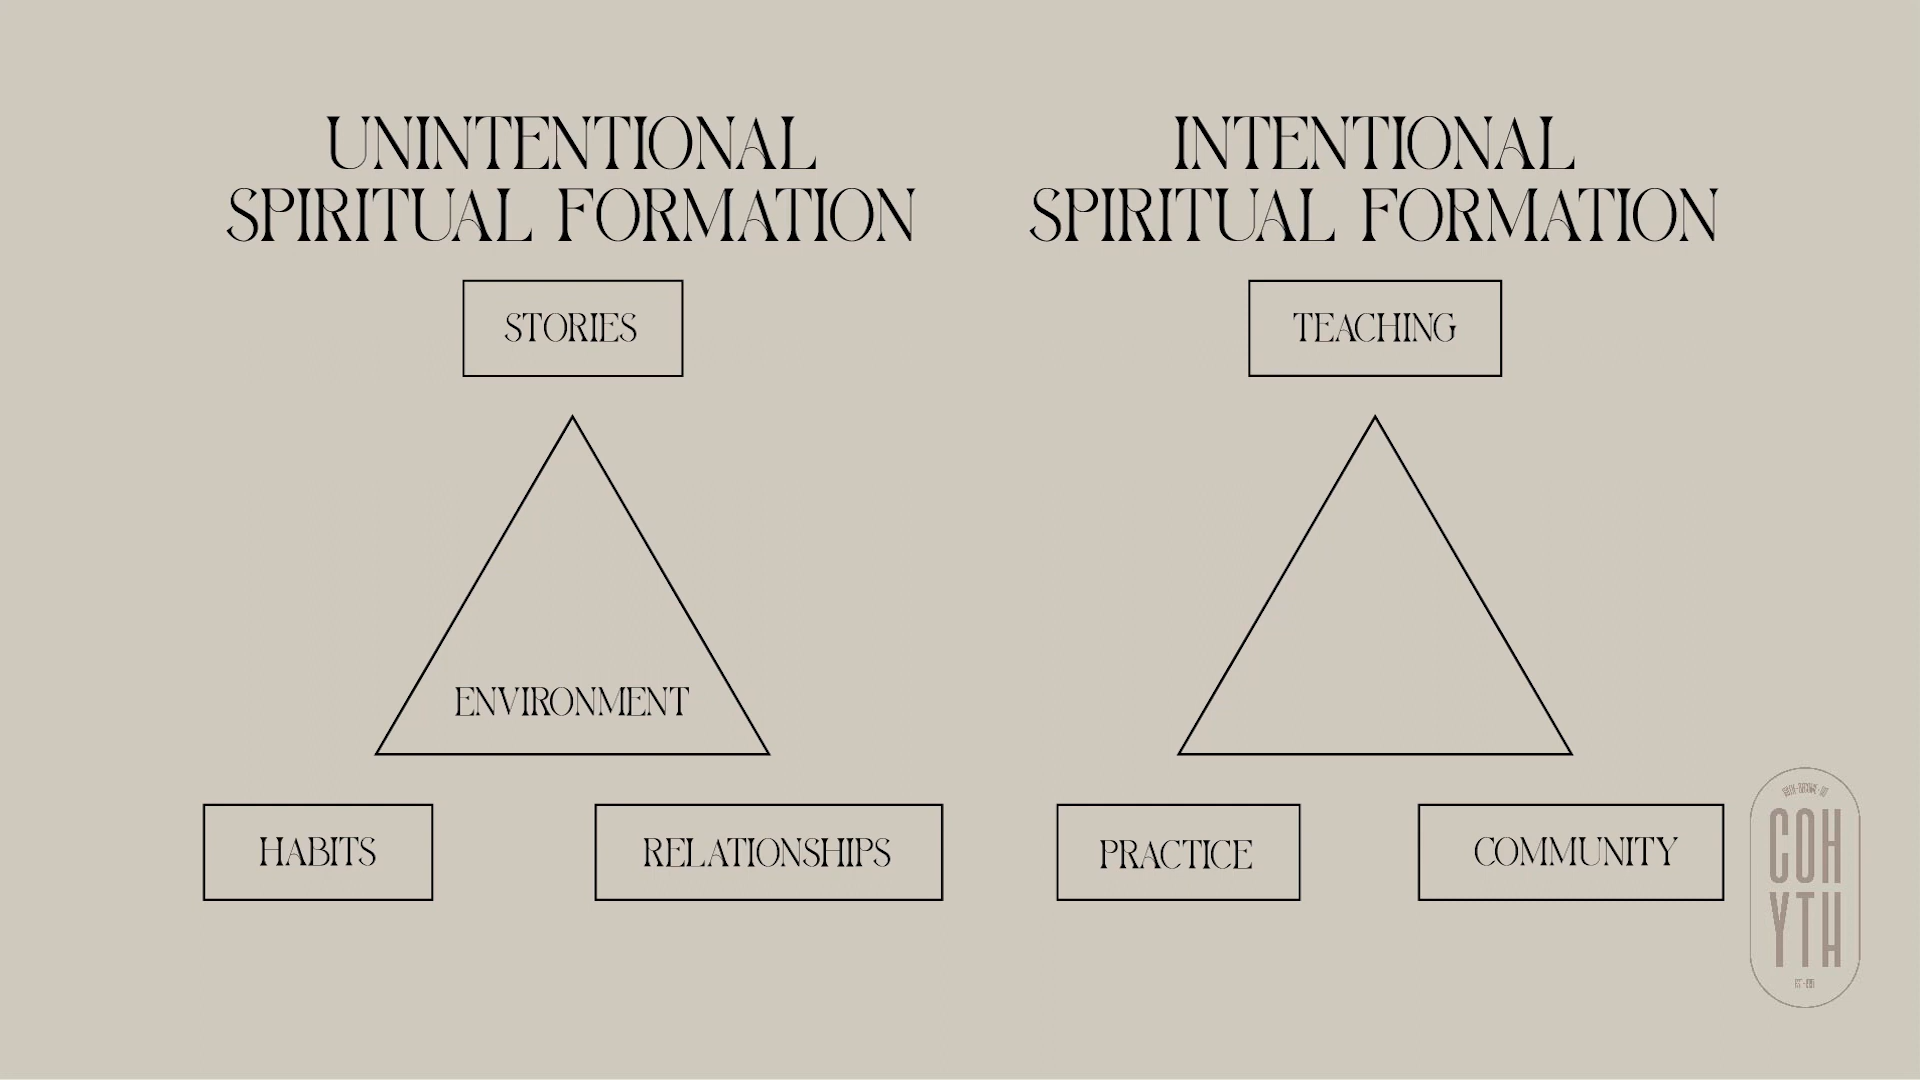 UNINTENTIONAL
SPIRITUAL FORMATION
STORIES
ENVIRONMENT
HABITS
RELATIONSHIPS
INTENTIONAL
SPIRITUAL FORMATION
TEACHING
PRACTICE
COMMUNITY
COH
YTH